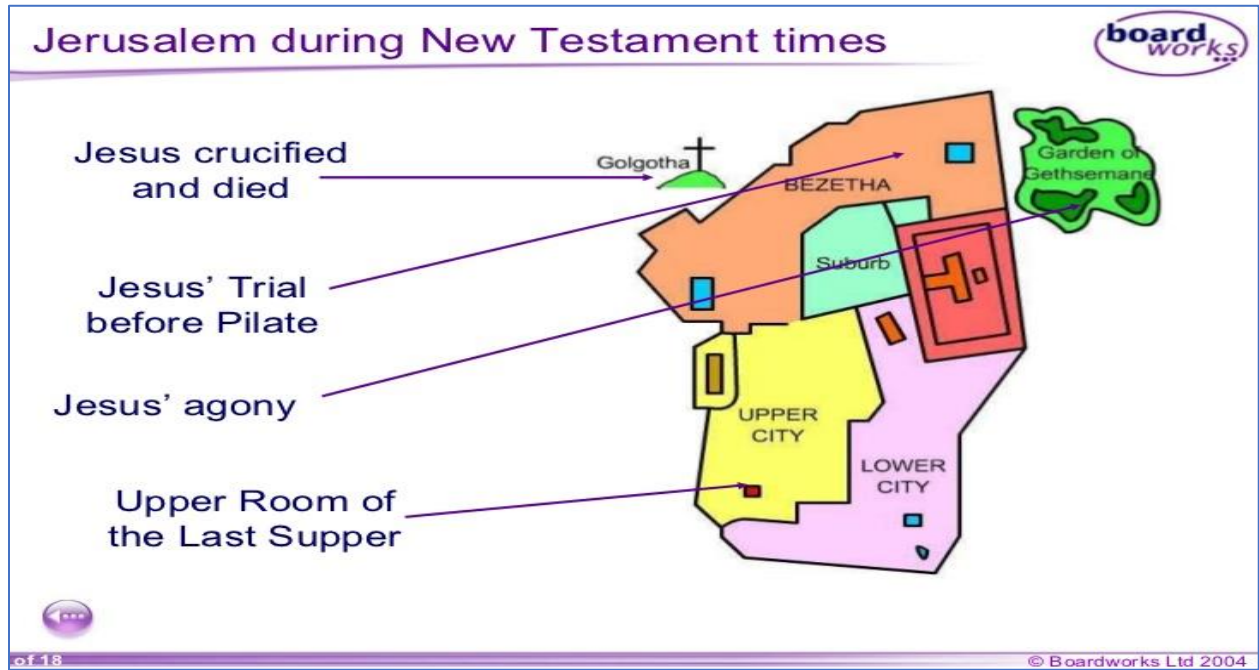 Jerusalem during New Testament times
board
works
Jesus crucified
and died
Golgotha
Garden of
Gethsemane
BEZETHA
Suburb
Jesus’ Trial
before Pilate
Jesus’ agony
UPPER
CITY
LOWER
CITY
Upper Room of
the Last Supper
of 18
© Boardworks Ltd 2004